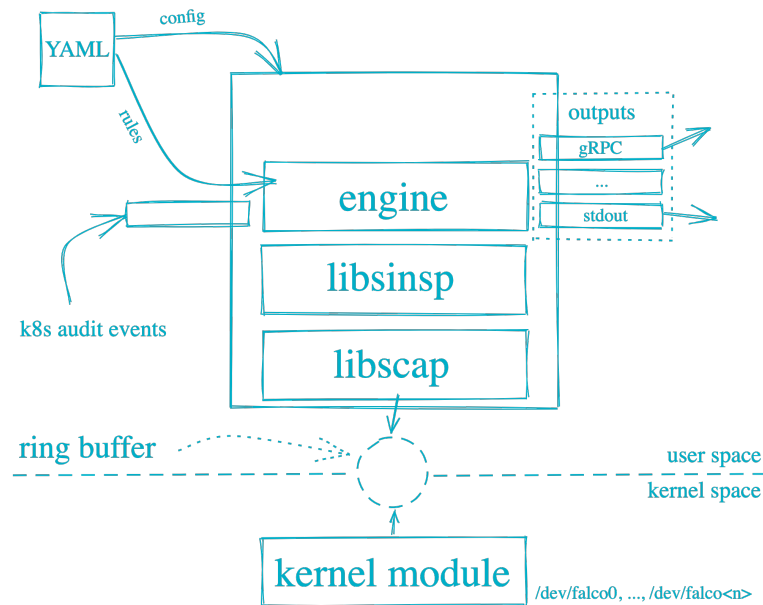 config
YAML
rules
outputs
gRPC
...
stdout
engine
libsinsp
k8s audit events
libscap
ring buffer
user space
kernel space
kernel module
/dev/falco0, ..., /dev/falco<n>